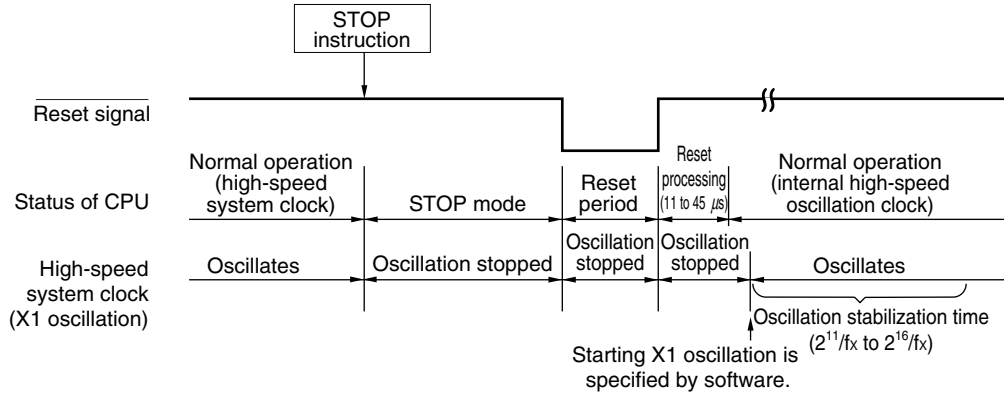 STOP
instruction
Reset signal
Status of CPU
Normal operation
(high-speed
system clock)
STOP mode
Reset
period
Reset
processing
(11 to 45 μs)
Normal operation
(internal high-speed
oscillation clock)
High-speed
system clock
(X1 oscillation)
Oscillates
Oscillation stopped
Oscillation
stopped
Oscillation
stopped
Oscillates
Oscillation stabilization time
(2¹¹/fx to 2¹⁶/fx)
Starting X1 oscillation is
specified by software.